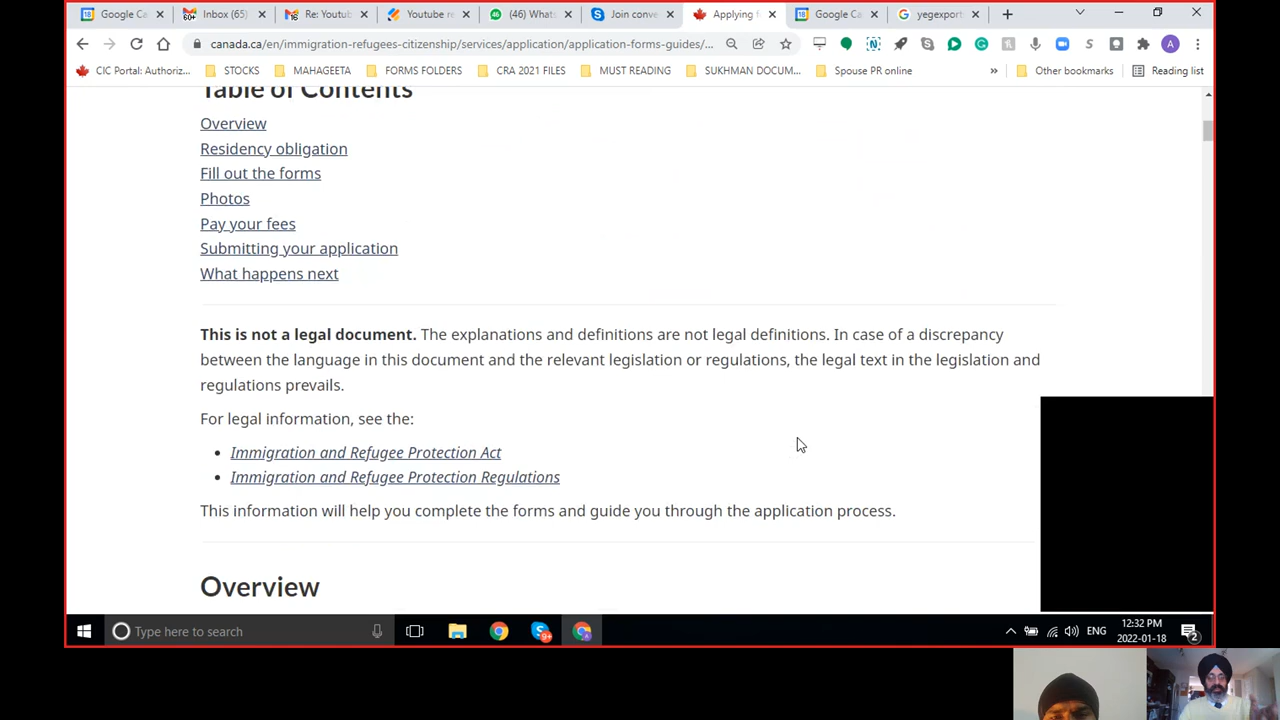 Google Ca
Inbox (65)
Re: Youtub
Youtube re
(46) Whats
Join conve
Applying f
Google Ca
yegexport
canada.ca/en/immigration-refugees-citizenship/services/application/application-forms-guides/...
CIC Portal: Authoriz...
STOCKS
MAHAGEETA
FORMS FOLDERS
CRA 2021 FILES
MUST READING
SUKHMAN DOCUM...
Spouse PR online
»
Other bookmarks
Reading list
Table of Contents
Overview
Residency obligation
Fill out the forms
Photos
Pay your fees
Submitting your application
What happens next
This is not a legal document. The explanations and definitions are not legal definitions. In case of a discrepancy
between the language in this document and the relevant legislation or regulations, the legal text in the legislation and
regulations prevails.
For legal information, see the:
• Immigration and Refugee Protection Act
• Immigration and Refugee Protection Regulations
This information will help you complete the forms and guide you through the application process.
Overview
Type here to search
9+
ENG
12:32 PM
2022-01-18
2